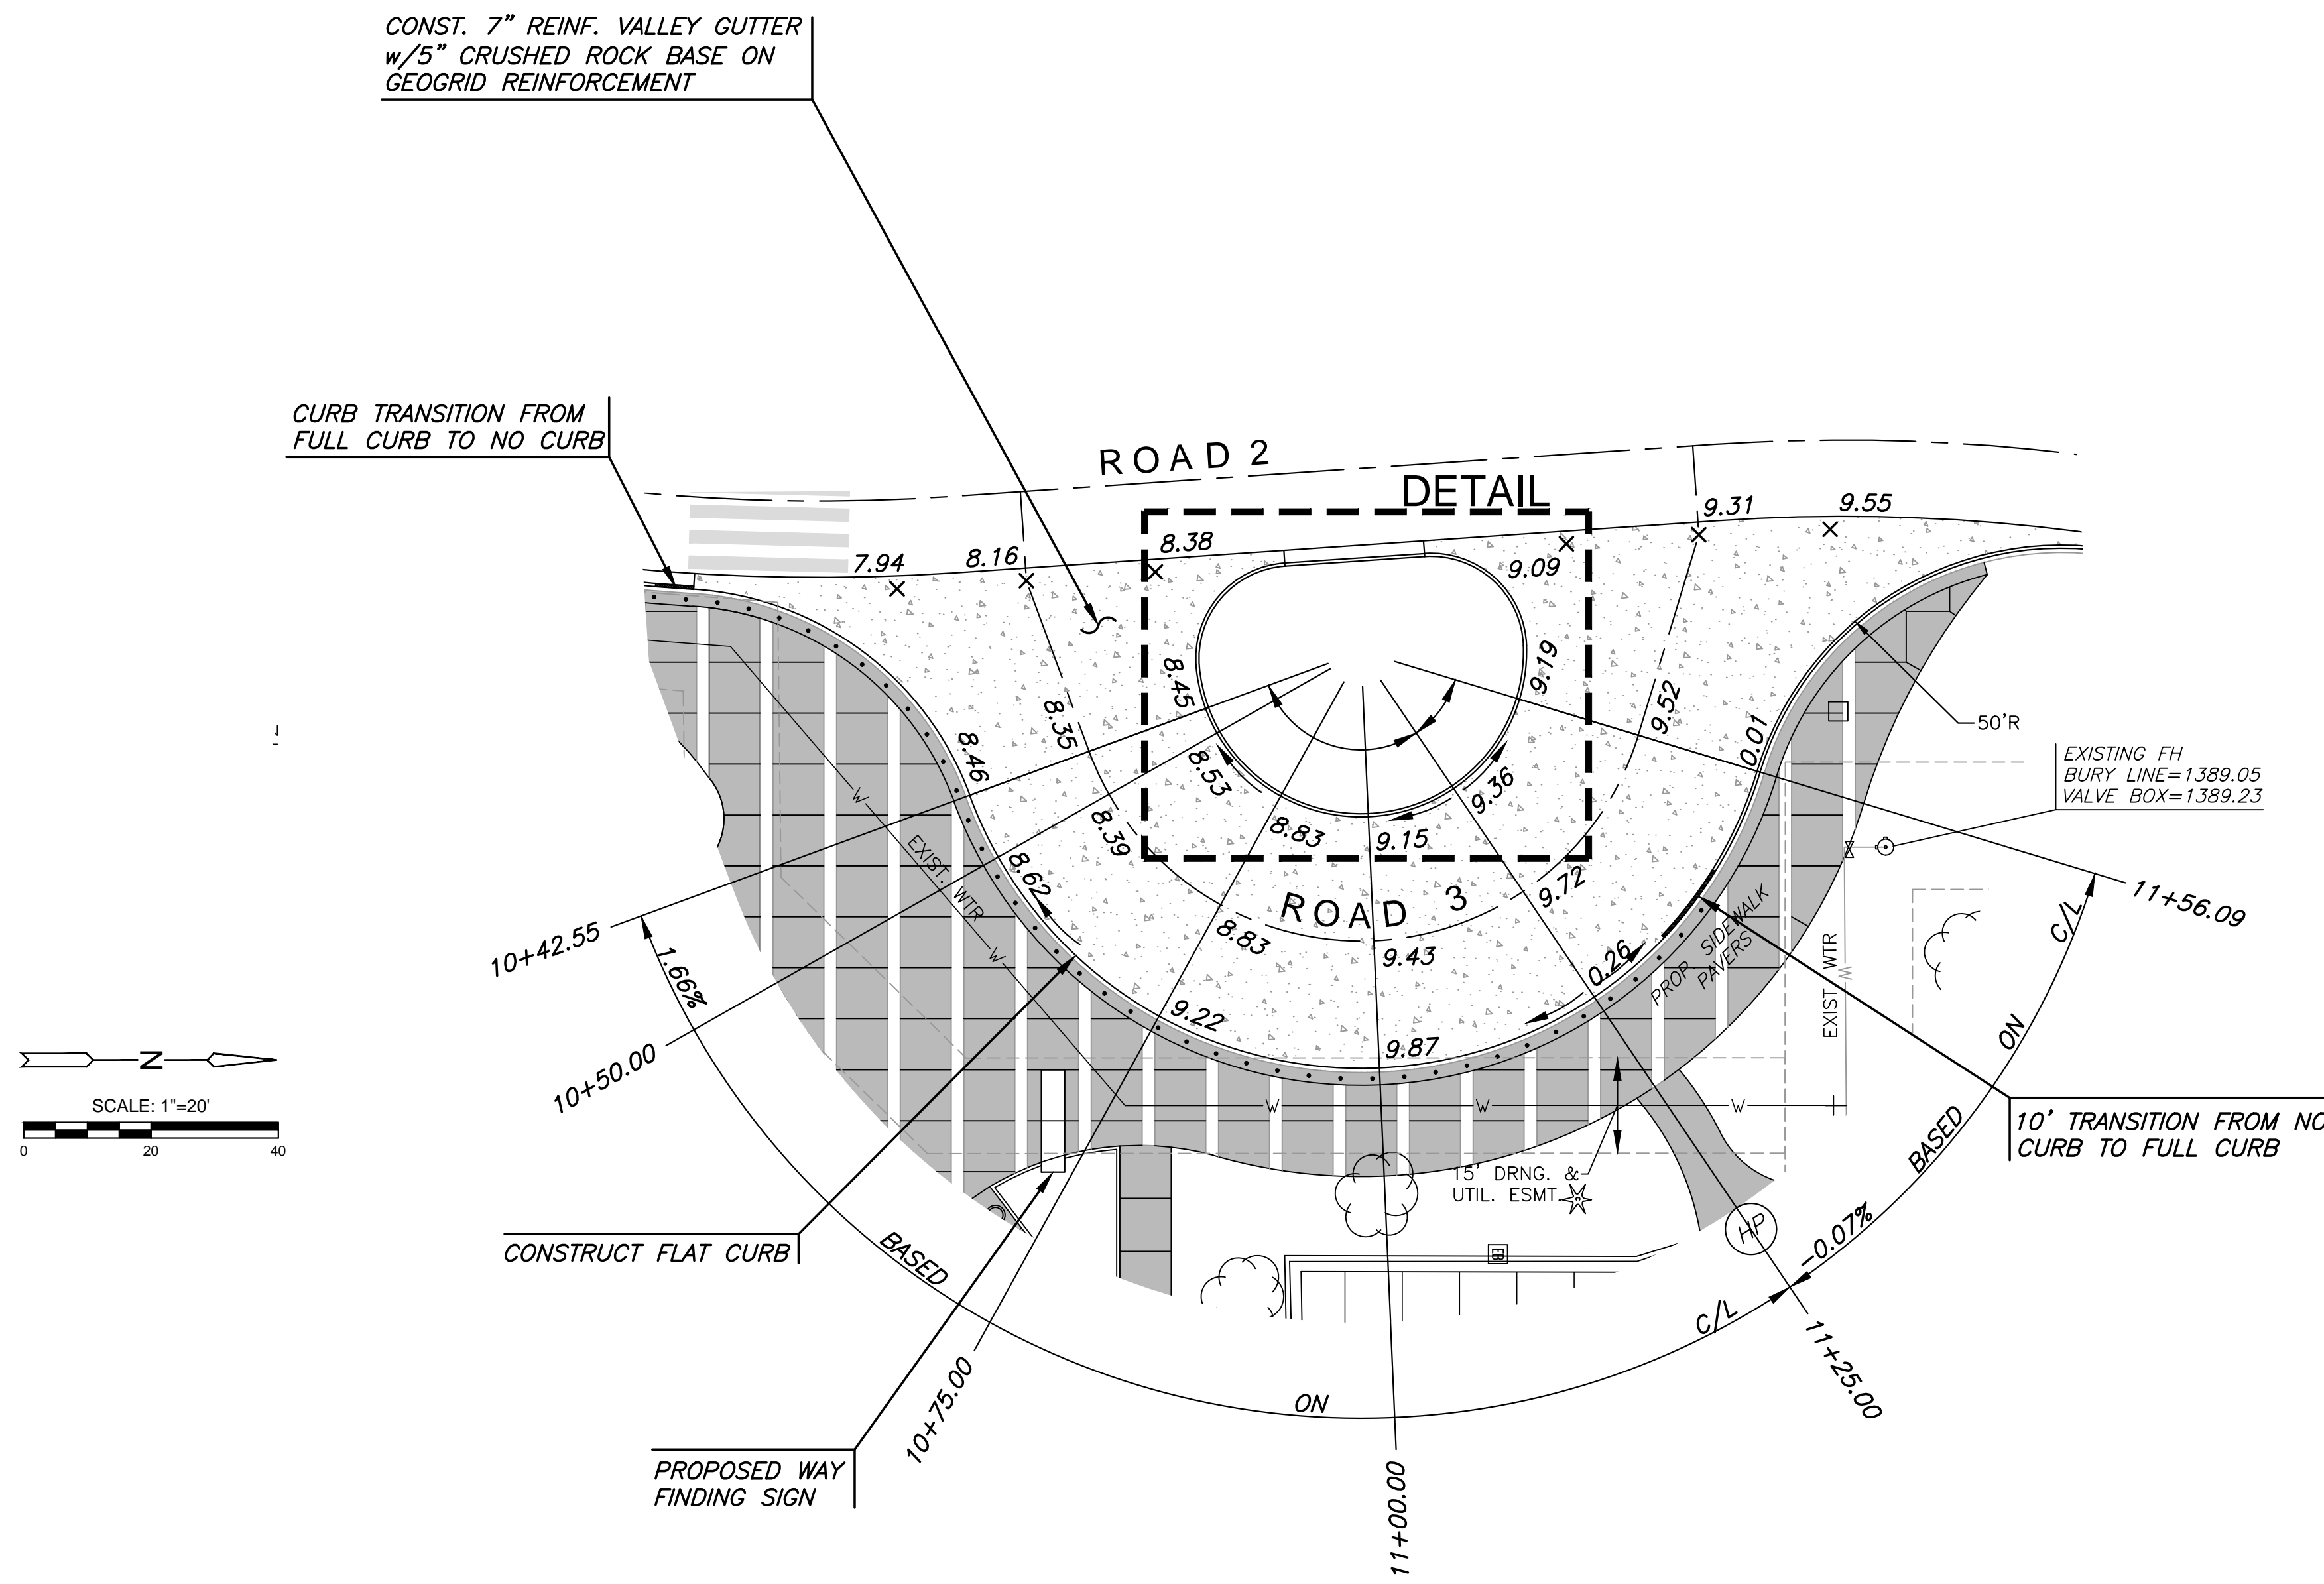 CONST. 7" REINF. VALLEY GUTTER
w/5" CRUSHED ROCK BASE ON
GEOGRID REINFORCEMENT
CURB TRANSITION FROM
FULL CURB TO NO CURB
ROAD 2
DETAIL
7.94
8.16
8.38
9.09
9.31
9.55
8.45
9.19
8.35
9.52
8.46
0.01
50'R
8.53
9.36
EXISTING FH
BURY LINE=1389.05
VALVE BOX=1389.23
8.39
8.83
9.15
8.62
9.72
ROAD 3
W
EXIST. WTR
W
8.83
9.43
0.26
PROP. SIDEWALK
PAVERS
EXIST WTR
W
11+56.09
10+42.55
1.66%
C/L
9.22
9.87
ON
10+50.00
N
SCALE: 1"=20'
0
20
40
W
W
W
BASED
10' TRANSITION FROM NO
CURB TO FULL CURB
15' DRNG. &
UTIL. ESMT.
HP
-0.07%
CONSTRUCT FLAT CURB
BASED
EB
C/L
ON
11+25.00
10+75.00
11+00.00
PROPOSED WAY
FINDING SIGN